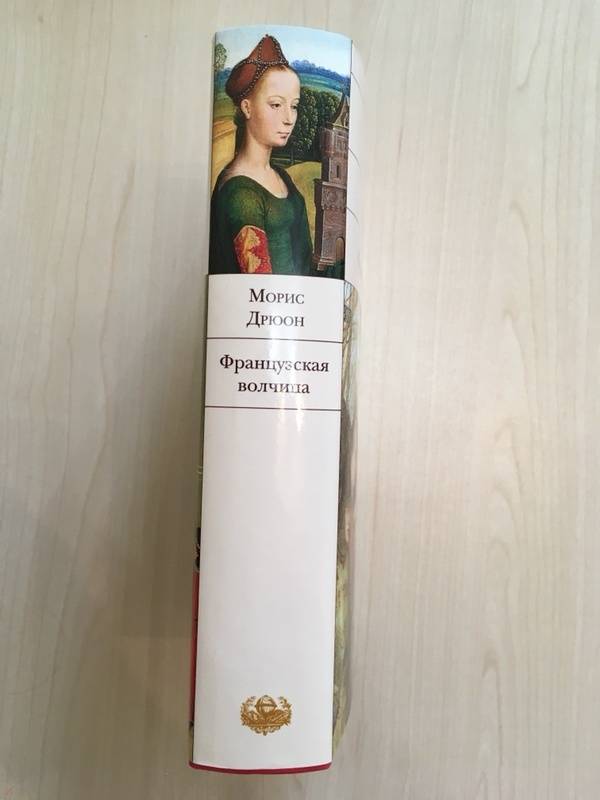 Морис
Дрюон
Французская
волчица